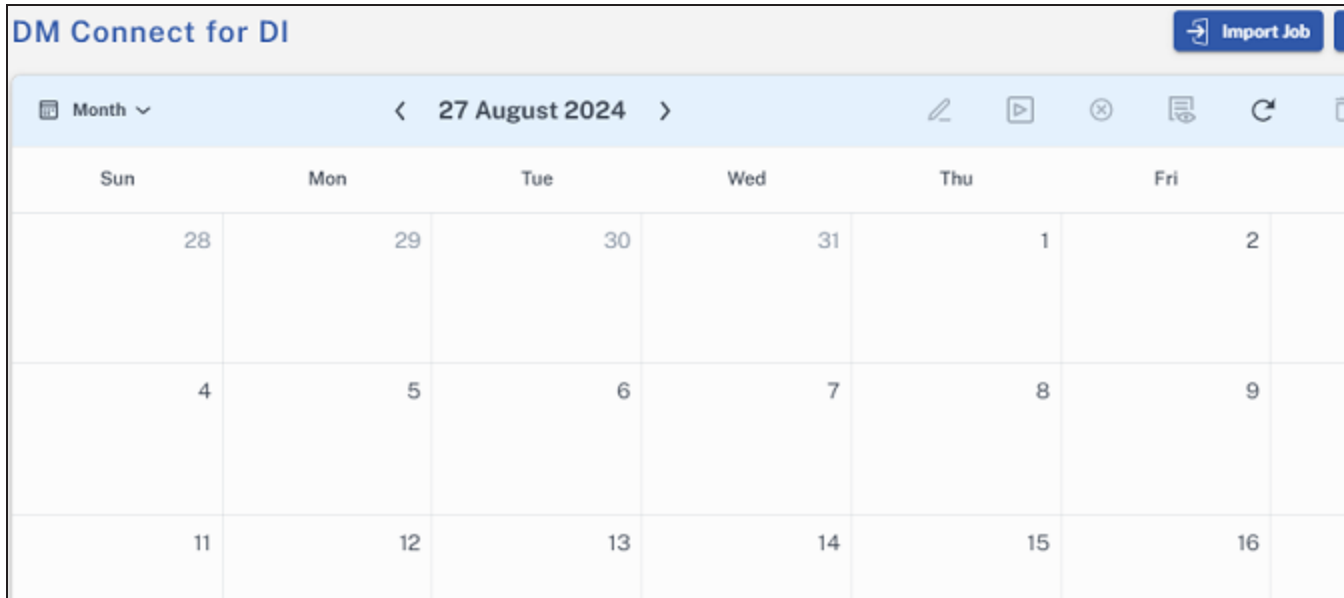 DM Connect for DI
Import Job
Month
27 August 2024
Sun Mon Tue Wed Thu Fri
28 29 30 31 1 2
4 5 6 7 8 9
11 12 13 14 15 16